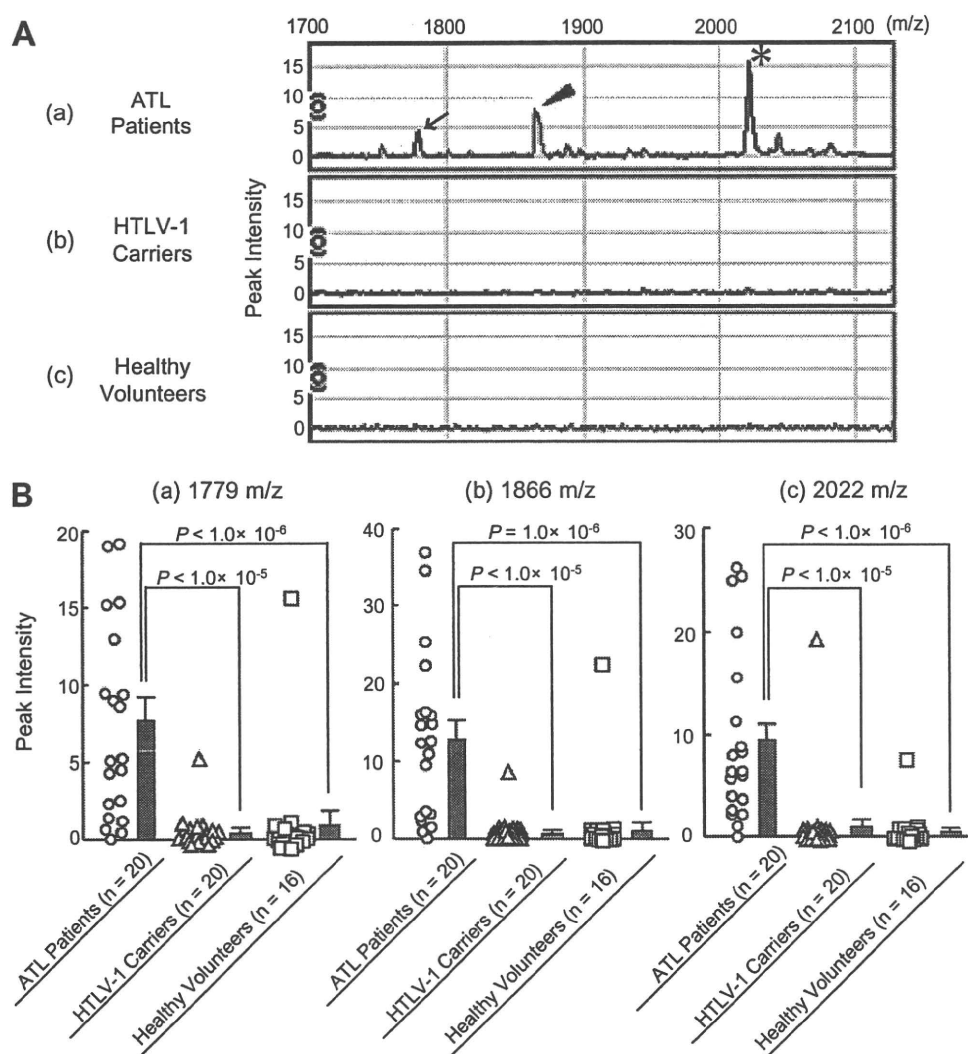 A
1700 1800 1900 2000 2100 (m/z)
Peak Intensity
(a) ATL
Patients
15
10
5
0
*
(b) HTLV-1
Carriers
15
10
5
0
(c) Healthy
Volunteers
15
10
5
0
B
(a) 1779 m/z
Peak Intensity
20
15
10
5
0
P < 1.0× 10⁻⁶
P < 1.0× 10⁻⁵
ATL Patients (n = 20)
HTLV-1 Carriers (n = 20)
Healthy Volunteers (n = 16)
(b) 1866 m/z
40
30
20
10
0
P = 1.0× 10⁻⁶
P < 1.0× 10⁻⁵
ATL Patients (n = 20)
HTLV-1 Carriers (n = 20)
Healthy Volunteers (n = 16)
(c) 2022 m/z
30
20
10
0
P < 1.0× 10⁻⁶
P < 1.0× 10⁻⁵
ATL Patients (n = 20)
HTLV-1 Carriers (n = 20)
Healthy Volunteers (n = 16)